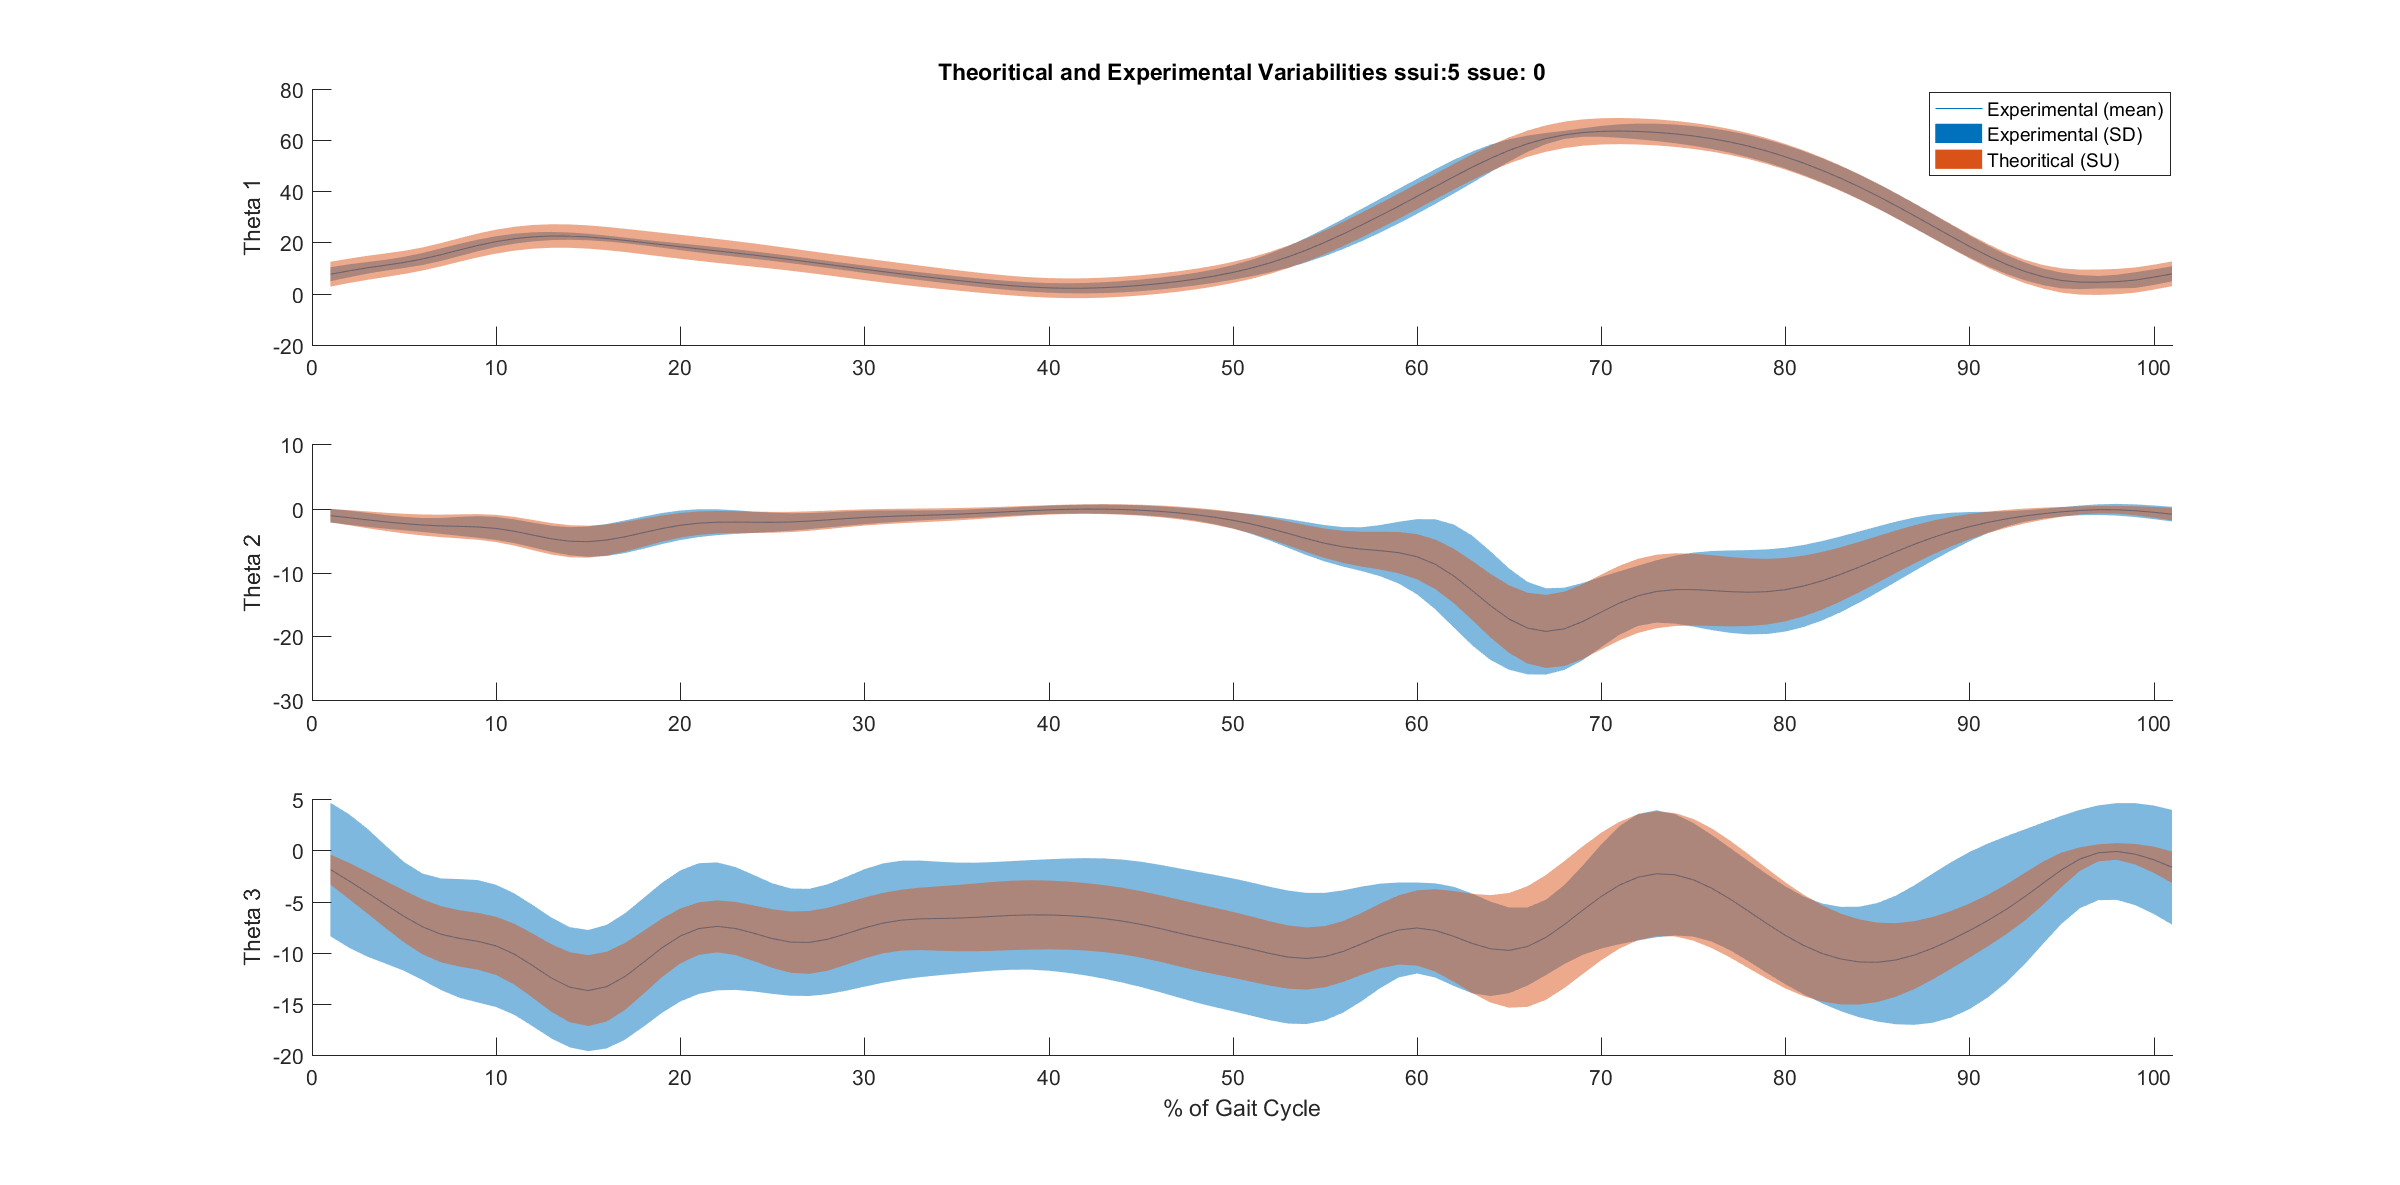 Theoritical and Experimental Variabilities ssui:5 ssue: 0
Experimental (mean)
Experimental (SD)
Theoritical (SU)
80
60
40
20
0
-20
Theta 1
0 10 20 30 40 50 60 70 80 90 100
10
0
-10
-20
-30
Theta 2
0 10 20 30 40 50 60 70 80 90 100
5
0
-5
-10
-15
-20
Theta 3
0 10 20 30 40 50 60 70 80 90 100
% of Gait Cycle